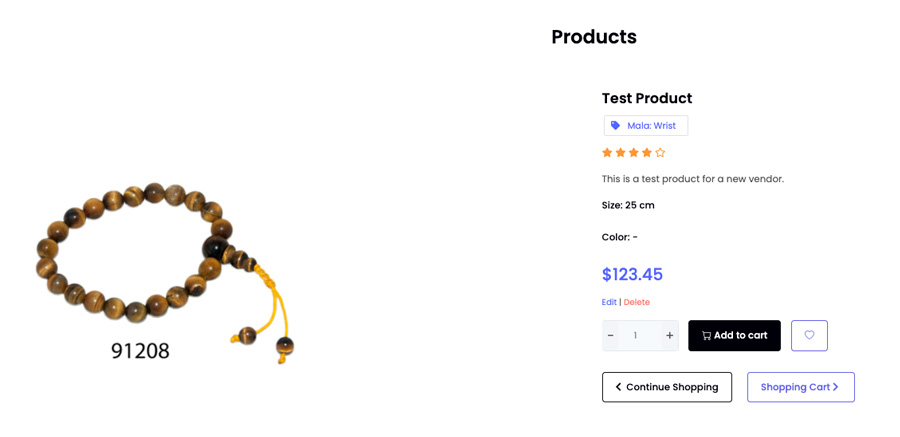 Products
Test Product
Mala: Wrist
This is a test product for a new vendor.
Size: 25 cm
Color: -
$123.45
Edit | Delete
- 1 + Add to cart
Continue Shopping Shopping Cart
91208